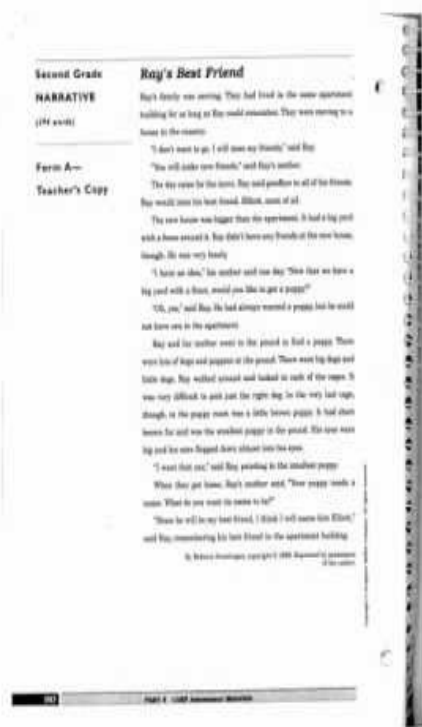 Second Grade
NARRATIVE
Form A—
Teacher's Copy
Ray's Best Friend
Ray's family was moving. They had lived in the same apartment
building for as long as Ray could remember. They were moving to a
house in the country.
"I don't want to go. I will miss my friends," said Ray.
"You will make new friends," said Ray's mother.
The day came for the move. Ray said goodbye to all of his friends.
Ray would miss his best friend, Elliott, most of all.
The new house was bigger than the apartment. It had a big yard
with a fence around it. Ray didn't have any friends at the new house,
though. He was very lonely.
"I have an idea," his mother said one day. "Now that we have a
big yard with a fence, would you like to get a puppy?"
"Oh, yes," said Ray. He had always wanted a puppy, but he could
not have one in the apartment.
Ray and his mother went to the pound to find a puppy. There
were lots of dogs and puppies at the pound. There were big dogs and
little dogs. Ray walked around and looked in each of the cages. It
was very difficult to pick just the right dog. In the very last cage,
though, in the puppy room was a little brown puppy. It had short
brown fur and was the smallest puppy in the pound. His eyes were
big and his ears flopped down almost into his eyes.
"I want that one," said Ray, pointing to the smallest puppy.
When they got home, Ray's mother said, "Your puppy needs a
name. What do you want its name to be?"
"Since he will be my best friend, I think I will name him Elliott,"
said Ray, remembering his best friend in the apartment building.